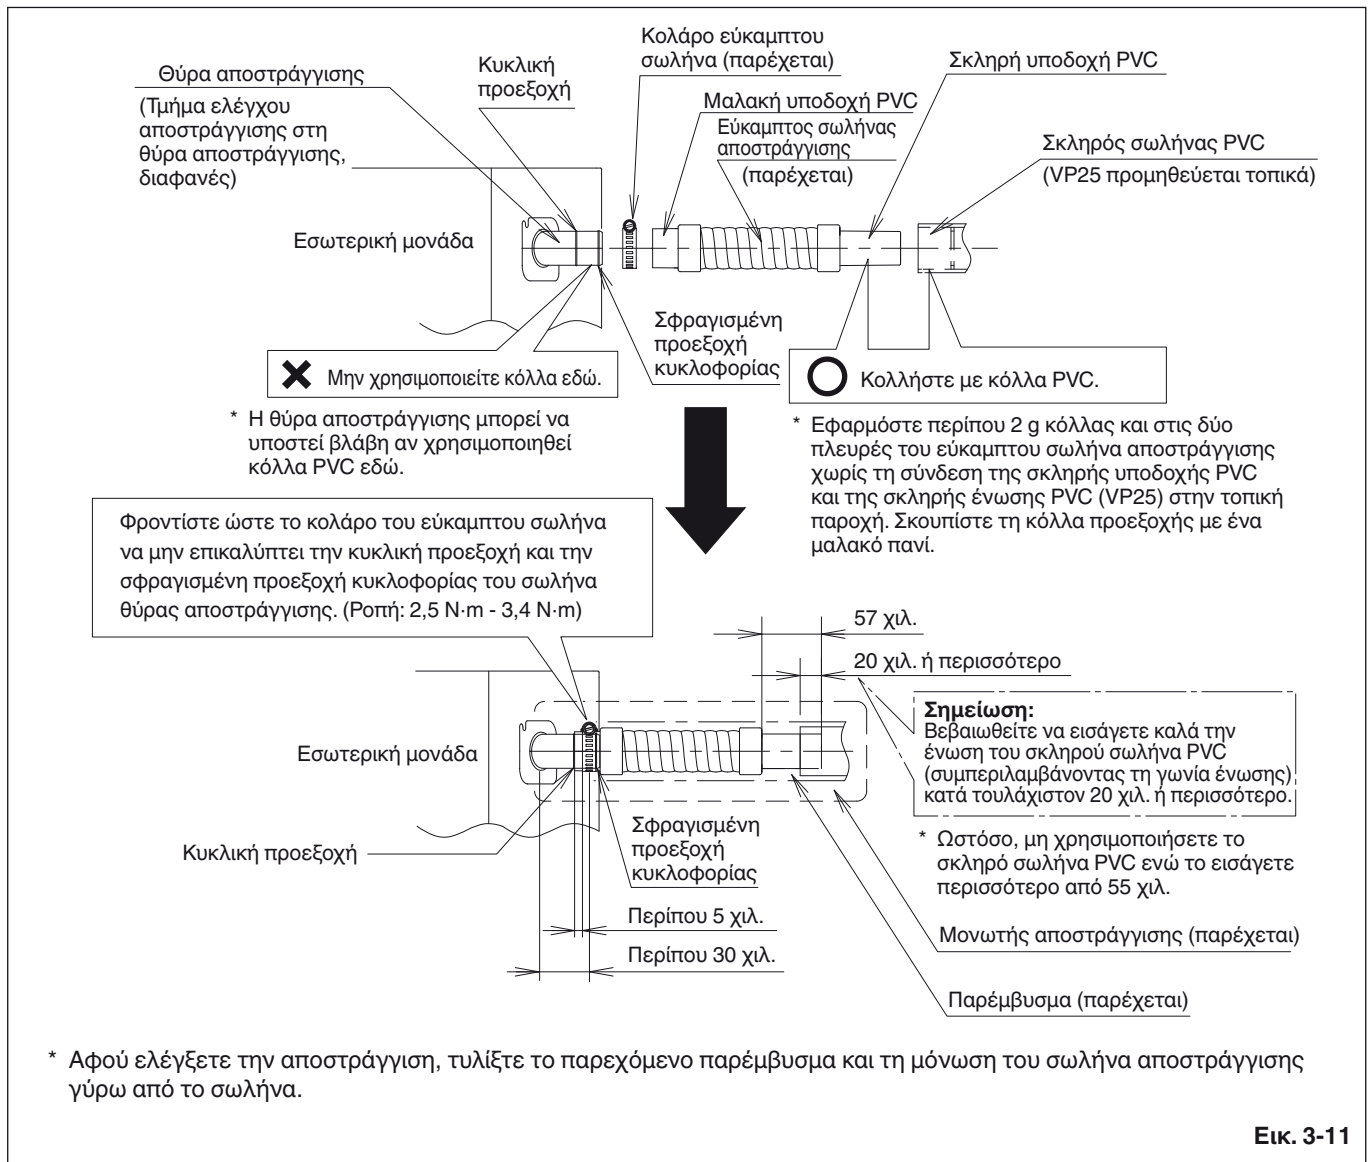 Θύρα αποστράγγισης
(Τμήμα ελέγχου
αποστράγγισης στη
θύρα αποστράγγισης,
διαφανές)
Κυκλική
προεξοχή
Κολάρο εύκαμπτου
σωλήνα (παρέχεται)
Μαλακή υποδοχή PVC
Εύκαμπτος σωλήνας
αποστράγγισης
(παρέχεται)
Σκληρή υποδοχή PVC
Σκληρός σωλήνας PVC
(VP25 προμηθεύεται τοπικά)
Εσωτερική μονάδα
Σφραγισμένη
προεξοχή
κυκλοφορίας
Μην χρησιμοποιείτε κόλλα εδώ.
* Η θύρα αποστράγγισης μπορεί να
υποστεί βλάβη αν χρησιμοποιηθεί
κόλλα PVC εδώ.
Κολλήστε με κόλλα PVC.
* Εφαρμόστε περίπου 2 g κόλλας και στις δύο
πλευρές του εύκαμπτου σωλήνα αποστράγγισης
χωρίς τη σύνδεση της σκληρής υποδοχής PVC
και της σκληρής ένωσης PVC (VP25) στην τοπική
παροχή. Σκουπίστε τη κόλλα προεξοχής με ένα
μαλακό πανί.
Φροντίστε ώστε το κολάρο του εύκαμπτου σωλήνα
να μην επικαλύπτει την κυκλική προεξοχή και την
σφραγισμένη προεξοχή κυκλοφορίας του σωλήνα
θύρας αποστράγγισης. (Ροπή: 2,5 N·m - 3,4 N·m)
57 χιλ.
20 χιλ. ή περισσότερο
Σημείωση:
Βεβαιωθείτε να εισάγετε καλά την
ένωση του σκληρού σωλήνα PVC
(συμπεριλαμβάνοντας τη γωνία ένωσης)
κατά τουλάχιστον 20 χιλ. ή περισσότερο.
* Ωστόσο, μη χρησιμοποιήσετε το
σκληρό σωλήνα PVC ενώ το εισάγετε
περισσότερο από 55 χιλ.
Εσωτερική μονάδα
Κυκλική προεξοχή
Σφραγισμένη
προεξοχή
κυκλοφορίας
Περίπου 5 χιλ.
Περίπου 30 χιλ.
Μονωτής αποστράγγισης (παρέχεται)
Παρέμβυσμα (παρέχεται)
* Αφού ελέγξετε την αποστράγγιση, τυλίξτε το παρεχόμενο παρέμβυσμα και τη μόνωση του σωλήνα αποστράγγισης
γύρω από το σωλήνα.
Εικ. 3-11